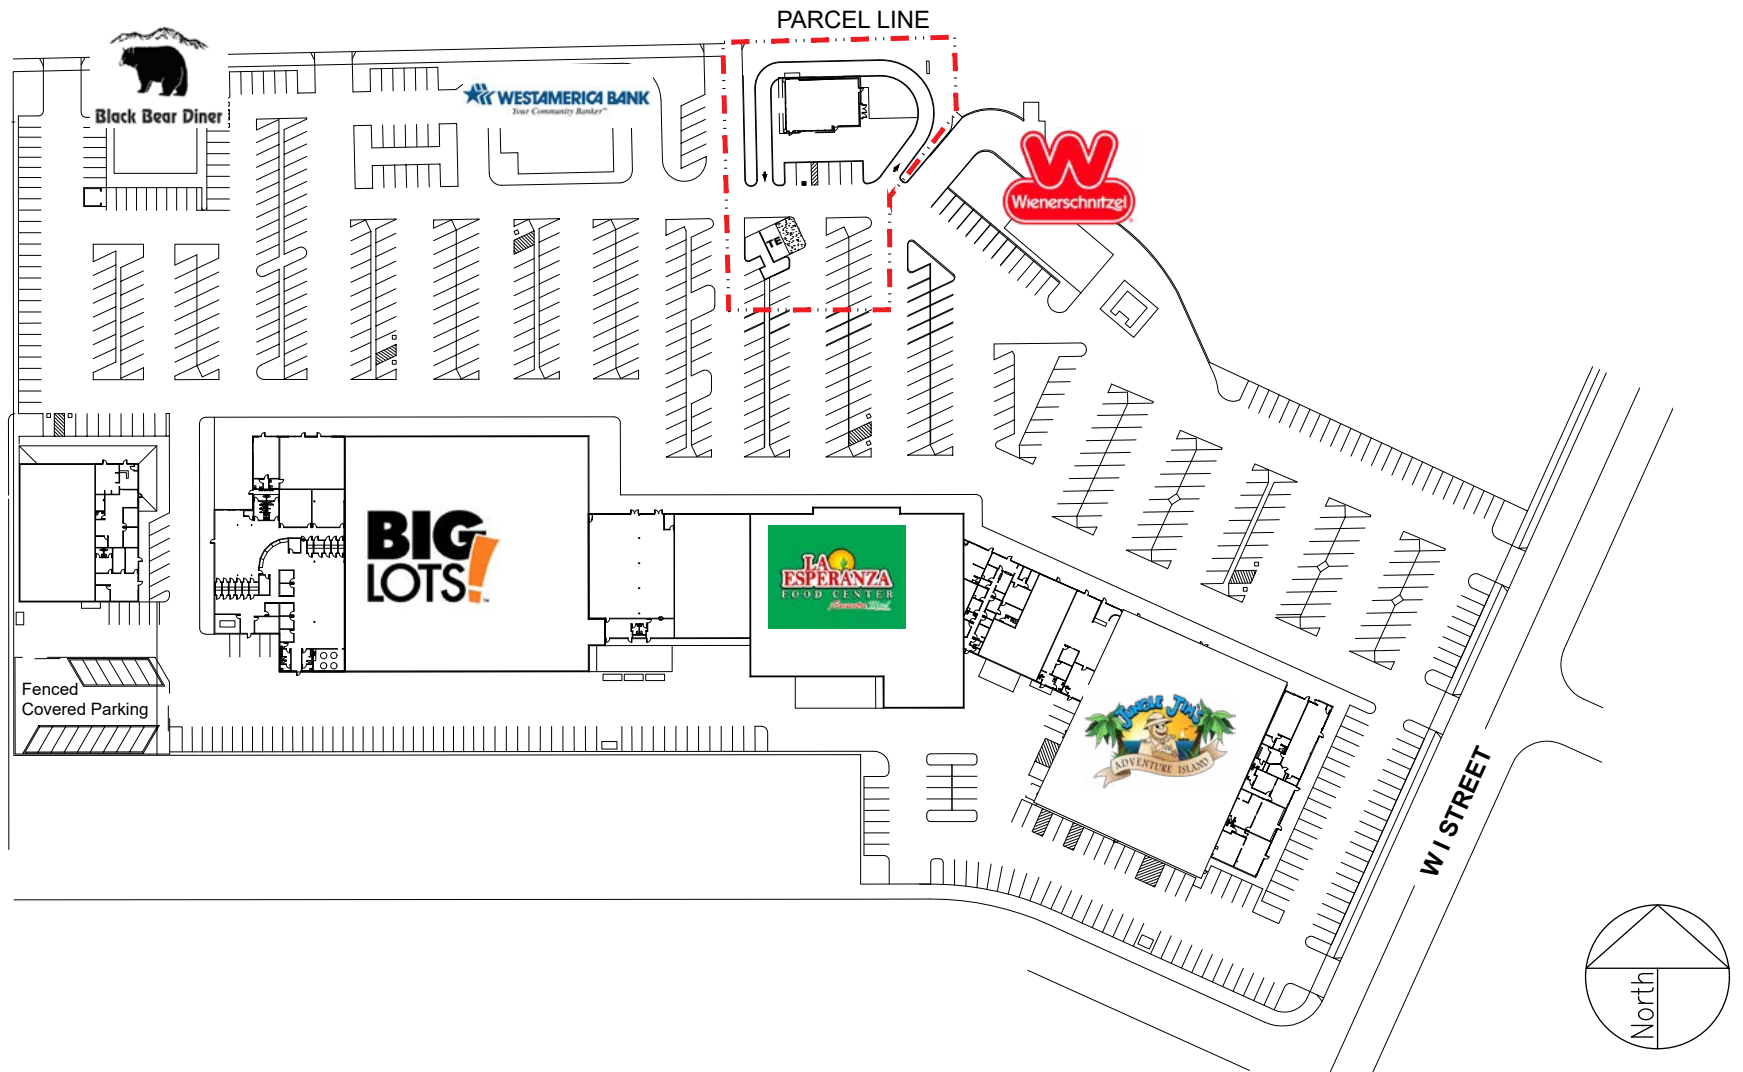 PARCEL LINE
Black Bear Diner
WESTAMERICA BANK
Your Community Banker™
W
Wienerschnitzel
TE
BIG
LOTS!
LA
ESPERANZA
FOOD CENTER
Fenced
Covered Parking
JUNGLE JIM'S
ADVENTURE ISLAND
W I STREET
North